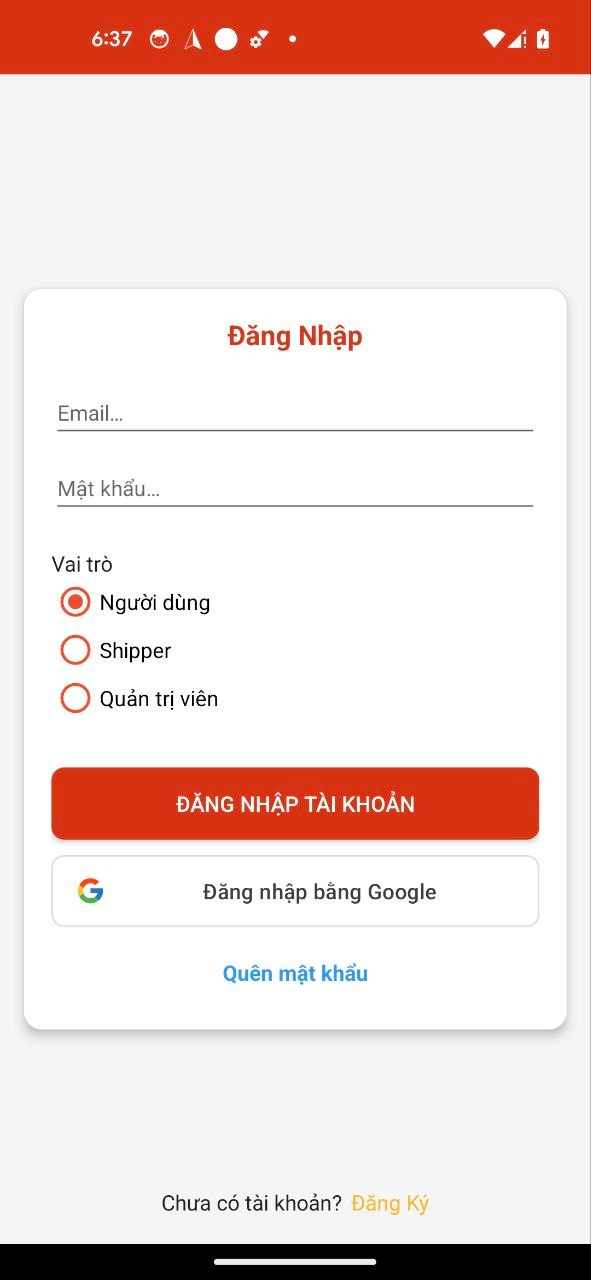 6:37
Đăng Nhập
Email...
Mật khẩu...
Vai trò
Người dùng
Shipper
Quản trị viên
ĐĂNG NHẬP TÀI KHOẢN
Đăng nhập bằng Google
Quên mật khẩu
Chưa có tài khoản? Đăng Ký